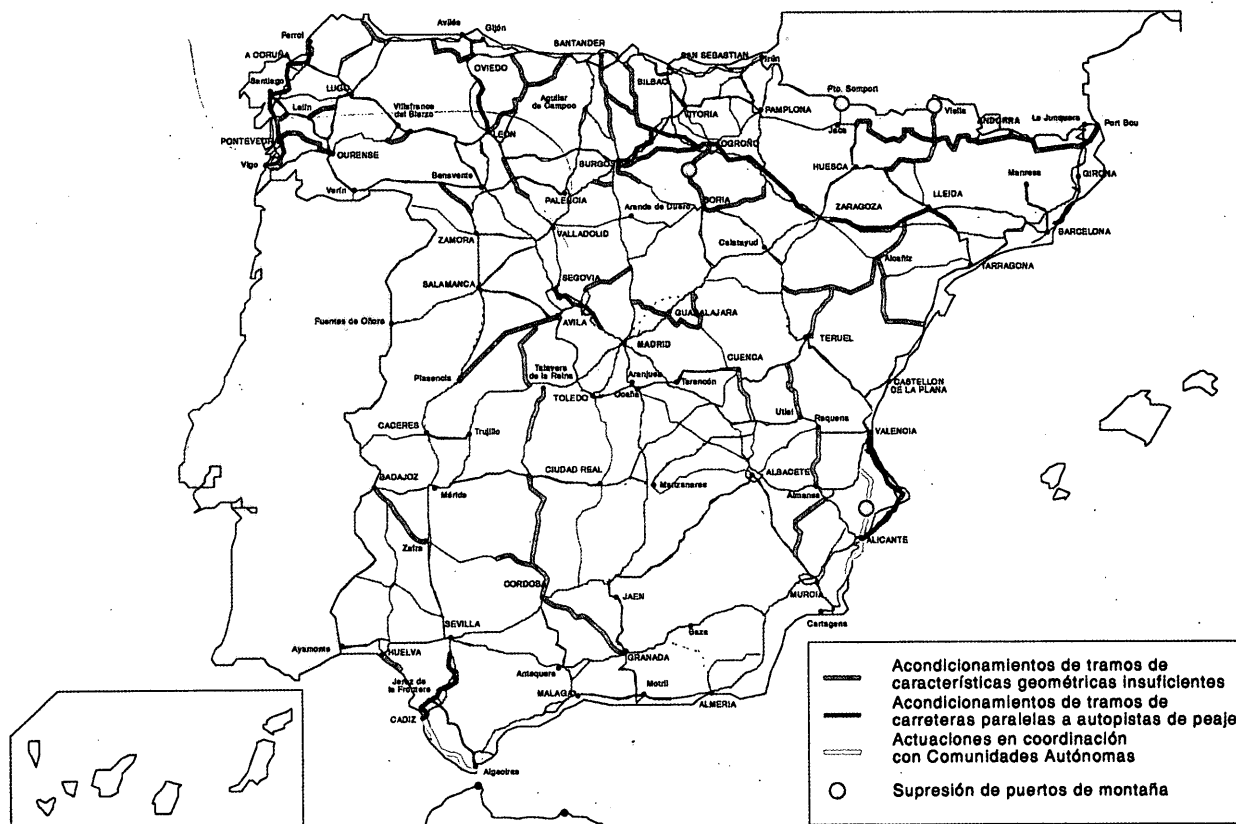 Avilés
Gijón
Ferrol
A CORUÑA
SANTANDER
SAN SEBASTIAN
Irún
OVIEDO
BILBAO
Santiago
LUGO
Lalín
Villafranca
del Bierzo
Aguilar
de Campoo
VITORIA
PAMPLONA
Pto. Somport
Viella
ANDORRA
La Junquera
Port Bou
Jaca
LEON
PONTEVEDRA
Vigo
OURENSE
BURGOS
LOGROÑO
HUESCA
GIRONA
Manresa
Verín
Benavente
PALENCIA
SORIA
LLEIDA
Aranda de Duero
ZARAGOZA
BARCELONA
ZAMORA
VALLADOLID
Calatayud
Alcañiz
TARRAGONA
SEGOVIA
SALAMANCA
Fuentes de Oñoro
AVILA
GUADALAJARA
MADRID
TERUEL
CUENCA
Plasencia
Talavera
de la Reina
Aranjuez
Tarancón
CASTELLON
DE LA PLANA
TOLEDO
Ocaña
Utiel
Requena
CACERES
Trujillo
VALENCIA
BADAJOZ
Mérida
CIUDAD REAL
Manzanares
ALBACETE
Almansa
Zafra
ALICANTE
CORDOBA
JAEN
MURCIA
Cartagena
SEVILLA
Baza
Ayamonte
HUELVA
GRANADA
Jerez de
la Frontera
Antequera
MALAGA
Motril
ALMERIA
CADIZ
Algeciras
Acondicionamientos de tramos de
características geométricas insuficientes
Acondicionamientos de tramos de
carreteras paralelas a autopistas de peaje
Actuaciones en coordinación
con Comunidades Autónomas
Supresión de puertos de montaña